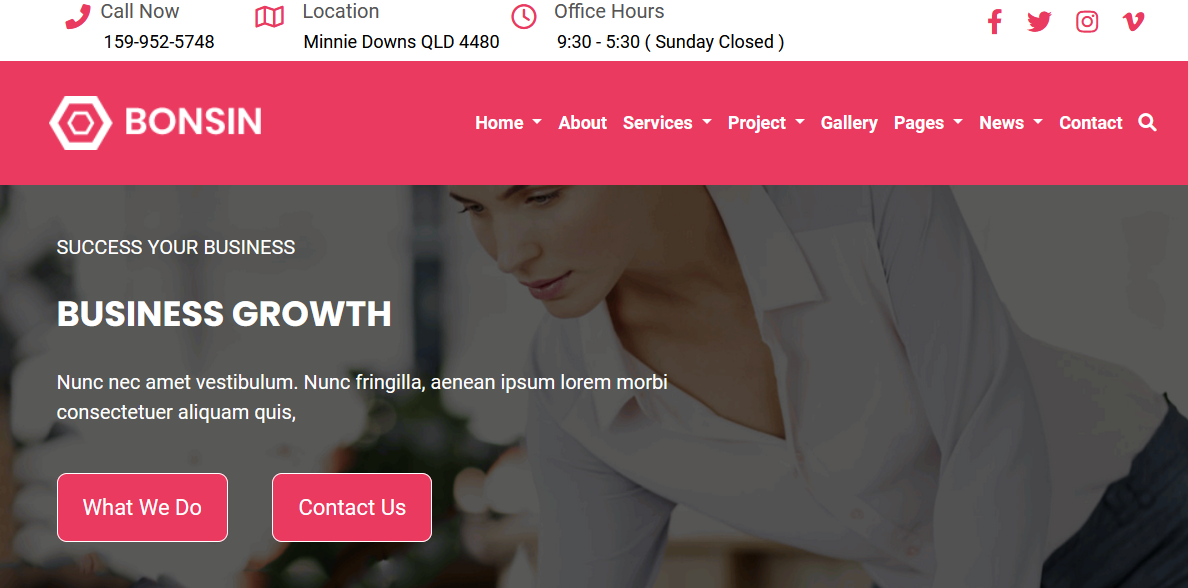 Call Now
Location
Office Hours
159-952-5748
Minnie Downs QLD 4480
9:30 - 5:30 ( Sunday Closed )
BONSIN
Home
About
Services
Project
Gallery
Pages
News
Contact
SUCCESS YOUR BUSINESS
BUSINESS GROWTH
Nunc nec amet vestibulum. Nunc fringilla, aenean ipsum lorem morbi
consectetuer aliquam quis,
What We Do
Contact Us